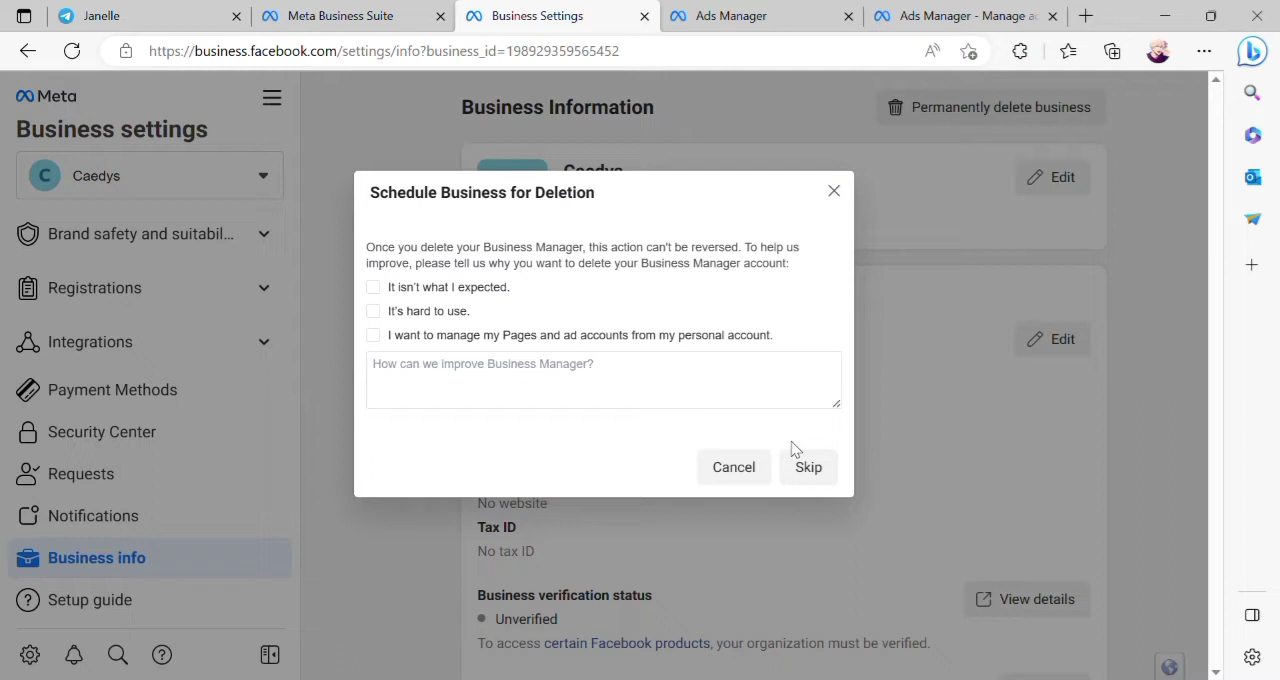 Janelle
Meta Business Suite
Business Settings
Ads Manager
Ads Manager - Manage ac
https://business.facebook.com/settings/info?business_id=198929359565452
Meta
Business settings
C
Caedys
Brand safety and suitabil...
Registrations
Integrations
Payment Methods
Security Center
Requests
Notifications
Business info
Setup guide
Business Information
Permanently delete business
Caedys
Edit
Schedule Business for Deletion
Once you delete your Business Manager, this action can't be reversed. To help us
improve, please tell us why you want to delete your Business Manager account:
It isn't what I expected.
It's hard to use.
I want to manage my Pages and ad accounts from my personal account.
How can we improve Business Manager?
Cancel
Skip
Edit
No website
Tax ID
No tax ID
Business verification status
View details
Unverified
To access certain Facebook products, your organization must be verified.